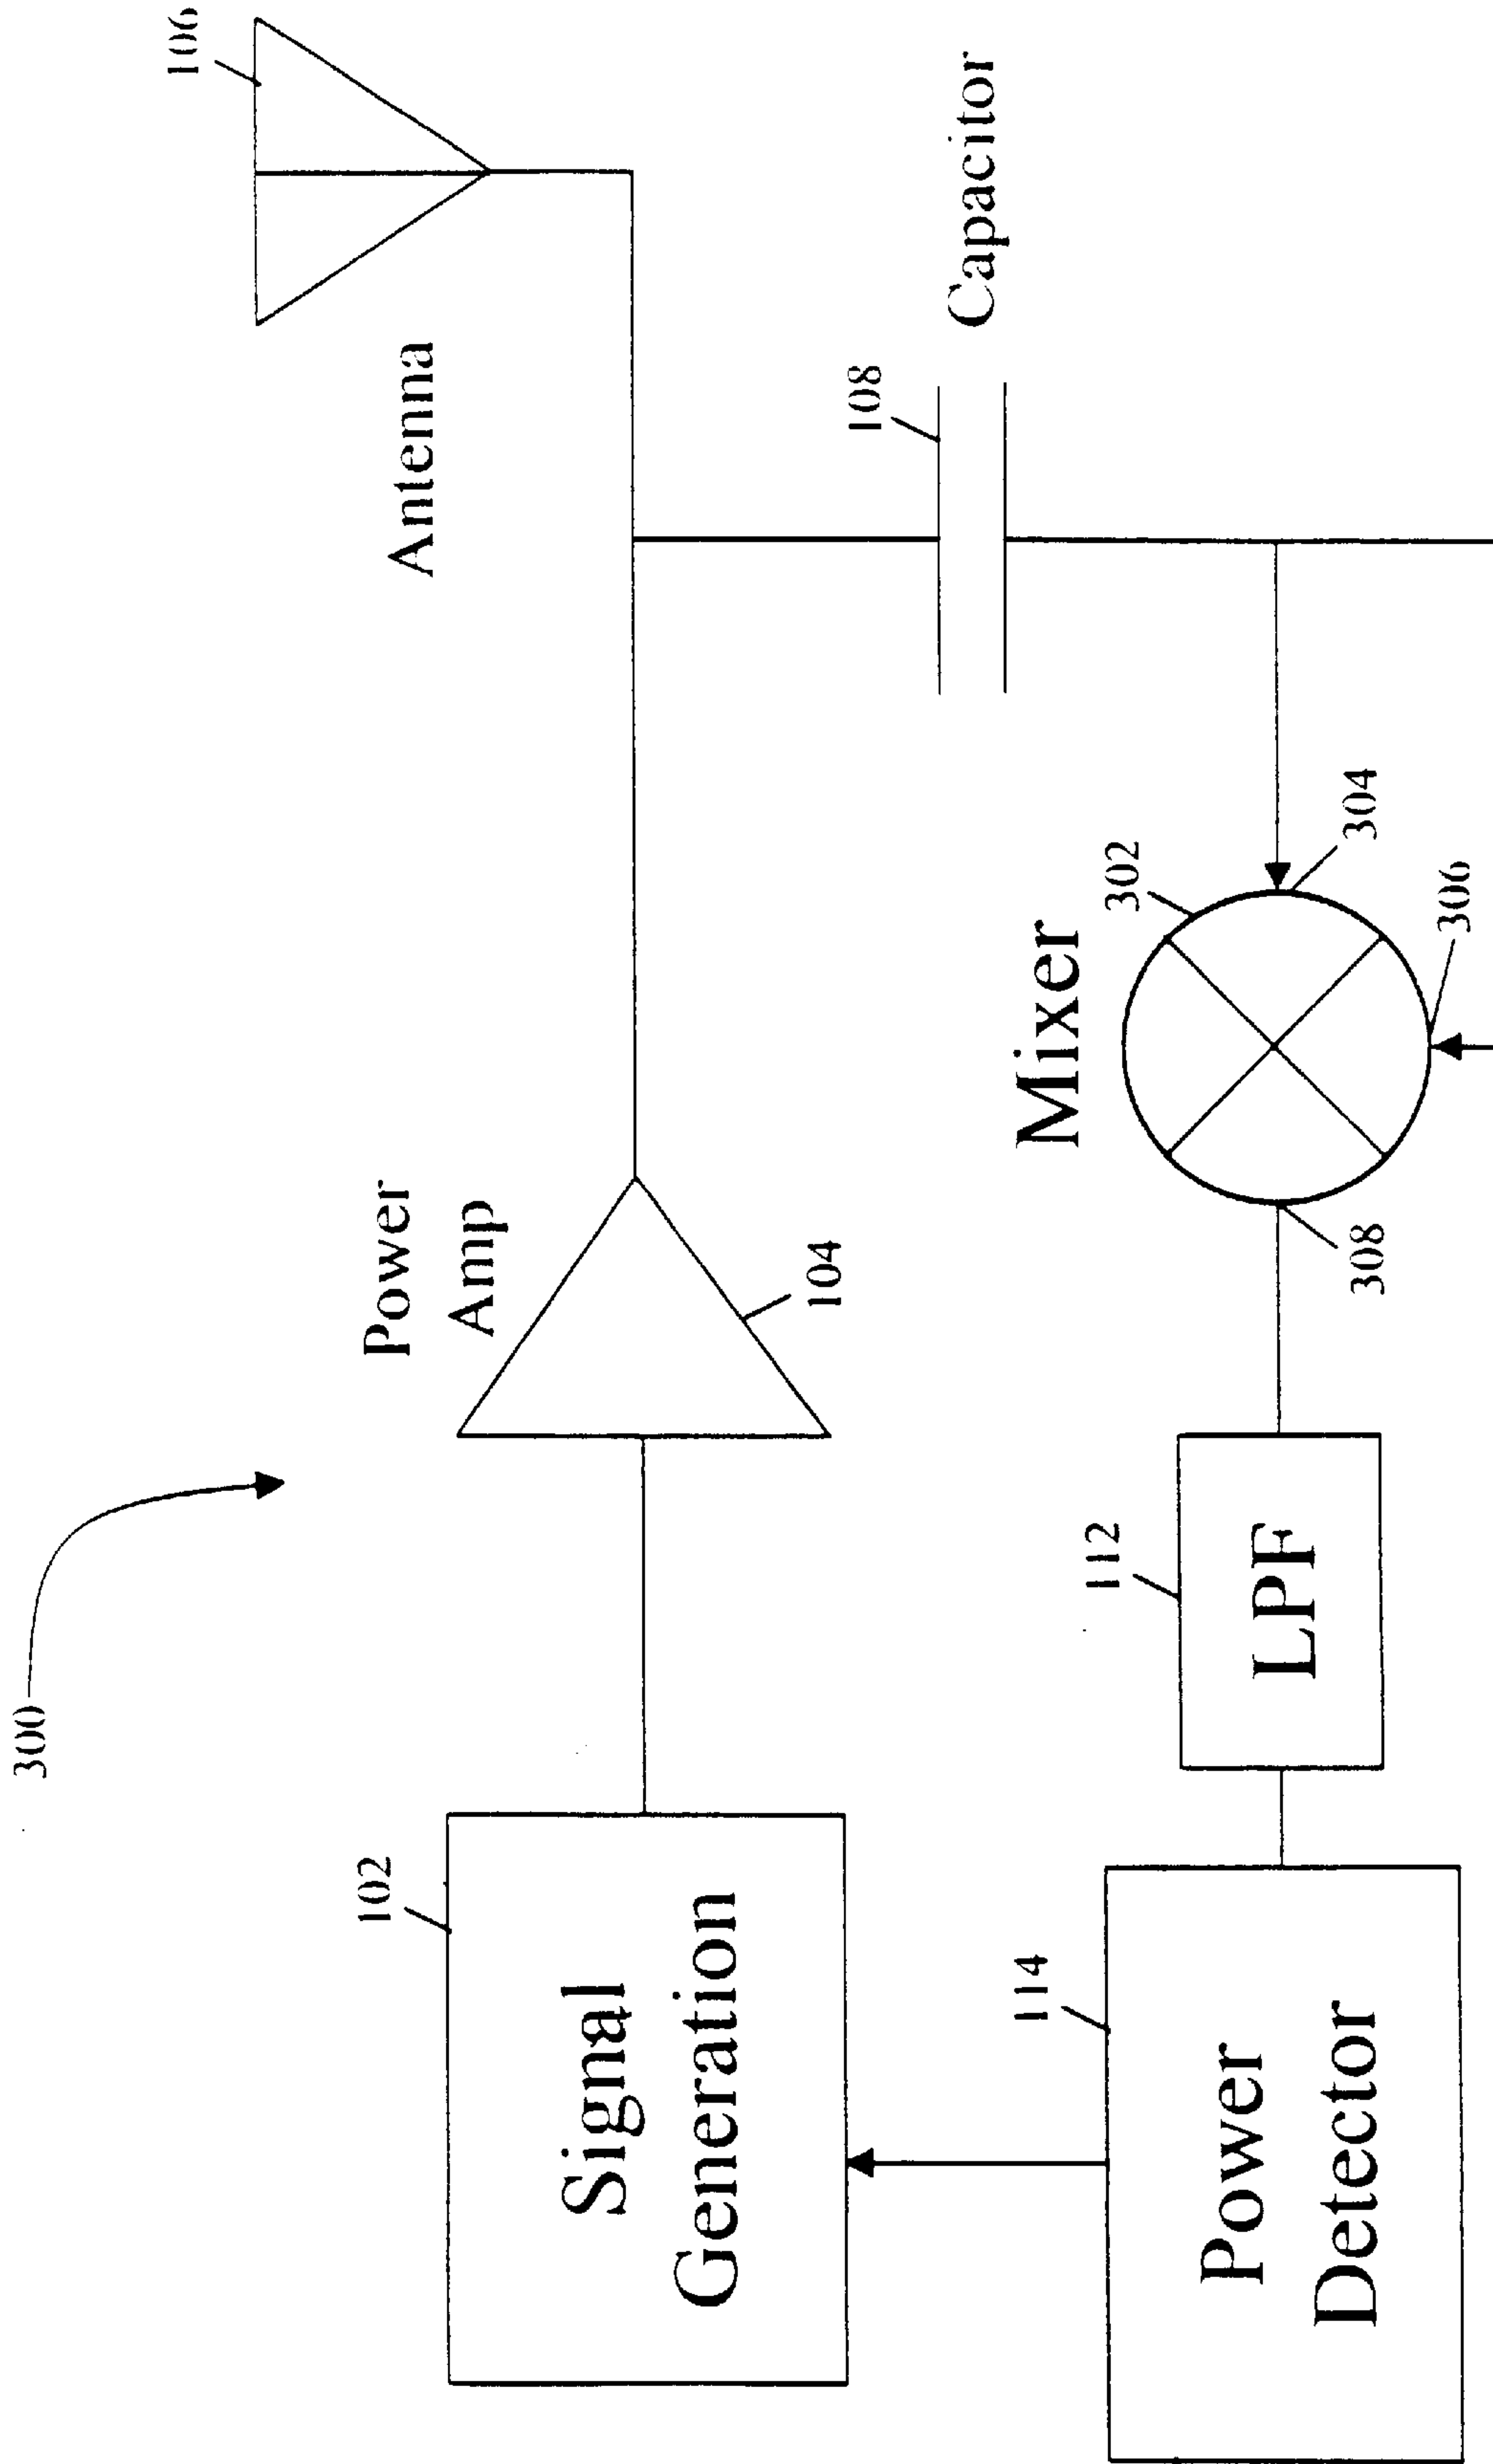 300
106
Antenna
Power
Amp
104
102
Signal
Generation
108
Capacitor
Mixer
302
304
306
308
112
LPF
114
Power
Detector